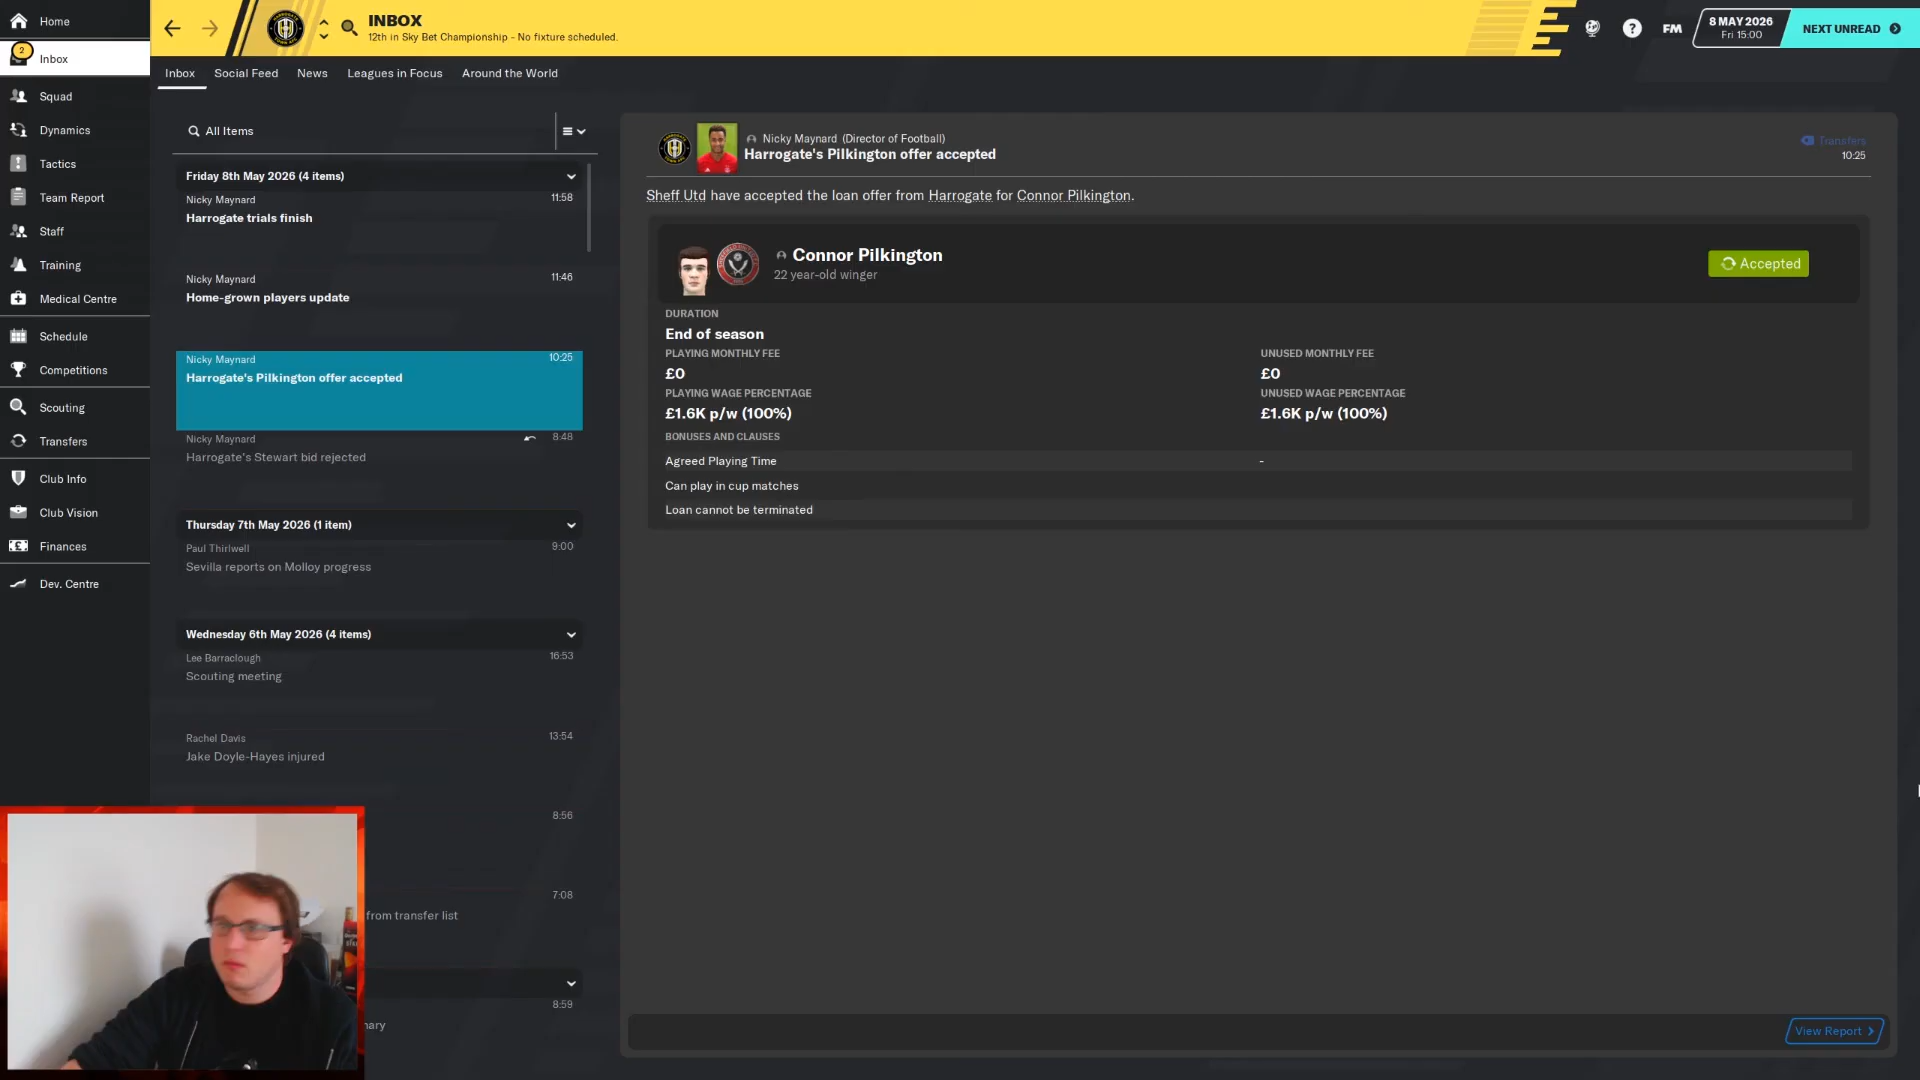 Home
2
Inbox
Squad
Dynamics
Tactics
Team Report
Staff
Training
Medical Centre
Schedule
Competitions
Scouting
Transfers
Club Info
Club Vision
Finances
Dev. Centre
INBOX
12th in Sky Bet Championship - No fixture scheduled.
?
FM
8 MAY 2026
Fri 15:00
NEXT UNREAD
Inbox
Social Feed
News
Leagues in Focus
Around the World
All Items
Friday 8th May 2026 (4 items)
Nicky Maynard 11:58
Harrogate trials finish
Nicky Maynard 11:46
Home-grown players update
Nicky Maynard 10:25
Harrogate's Pilkington offer accepted
Nicky Maynard 8:48
Harrogate's Stewart bid rejected
Thursday 7th May 2026 (1 item)
Paul Thirlwell 9:00
Sevilla reports on Molloy progress
Wednesday 6th May 2026 (4 items)
Lee Barraclough 16:53
Scouting meeting
Rachel Davis 13:54
Jake Doyle-Hayes injured
8:56
7:08
from transfer list
8:59
Nicky Maynard (Director of Football)
Harrogate's Pilkington offer accepted
Transfers
10:25
Sheff Utd have accepted the loan offer from Harrogate for Connor Pilkington.
Connor Pilkington
22 year-old winger
Accepted
DURATION
End of season
PLAYING MONTHLY FEE UNUSED MONTHLY FEE
£0 £0
PLAYING WAGE PERCENTAGE UNUSED WAGE PERCENTAGE
£1.6K p/w (100%) £1.6K p/w (100%)
BONUSES AND CLAUSES
Agreed Playing Time -
Can play in cup matches
Loan cannot be terminated
View Report